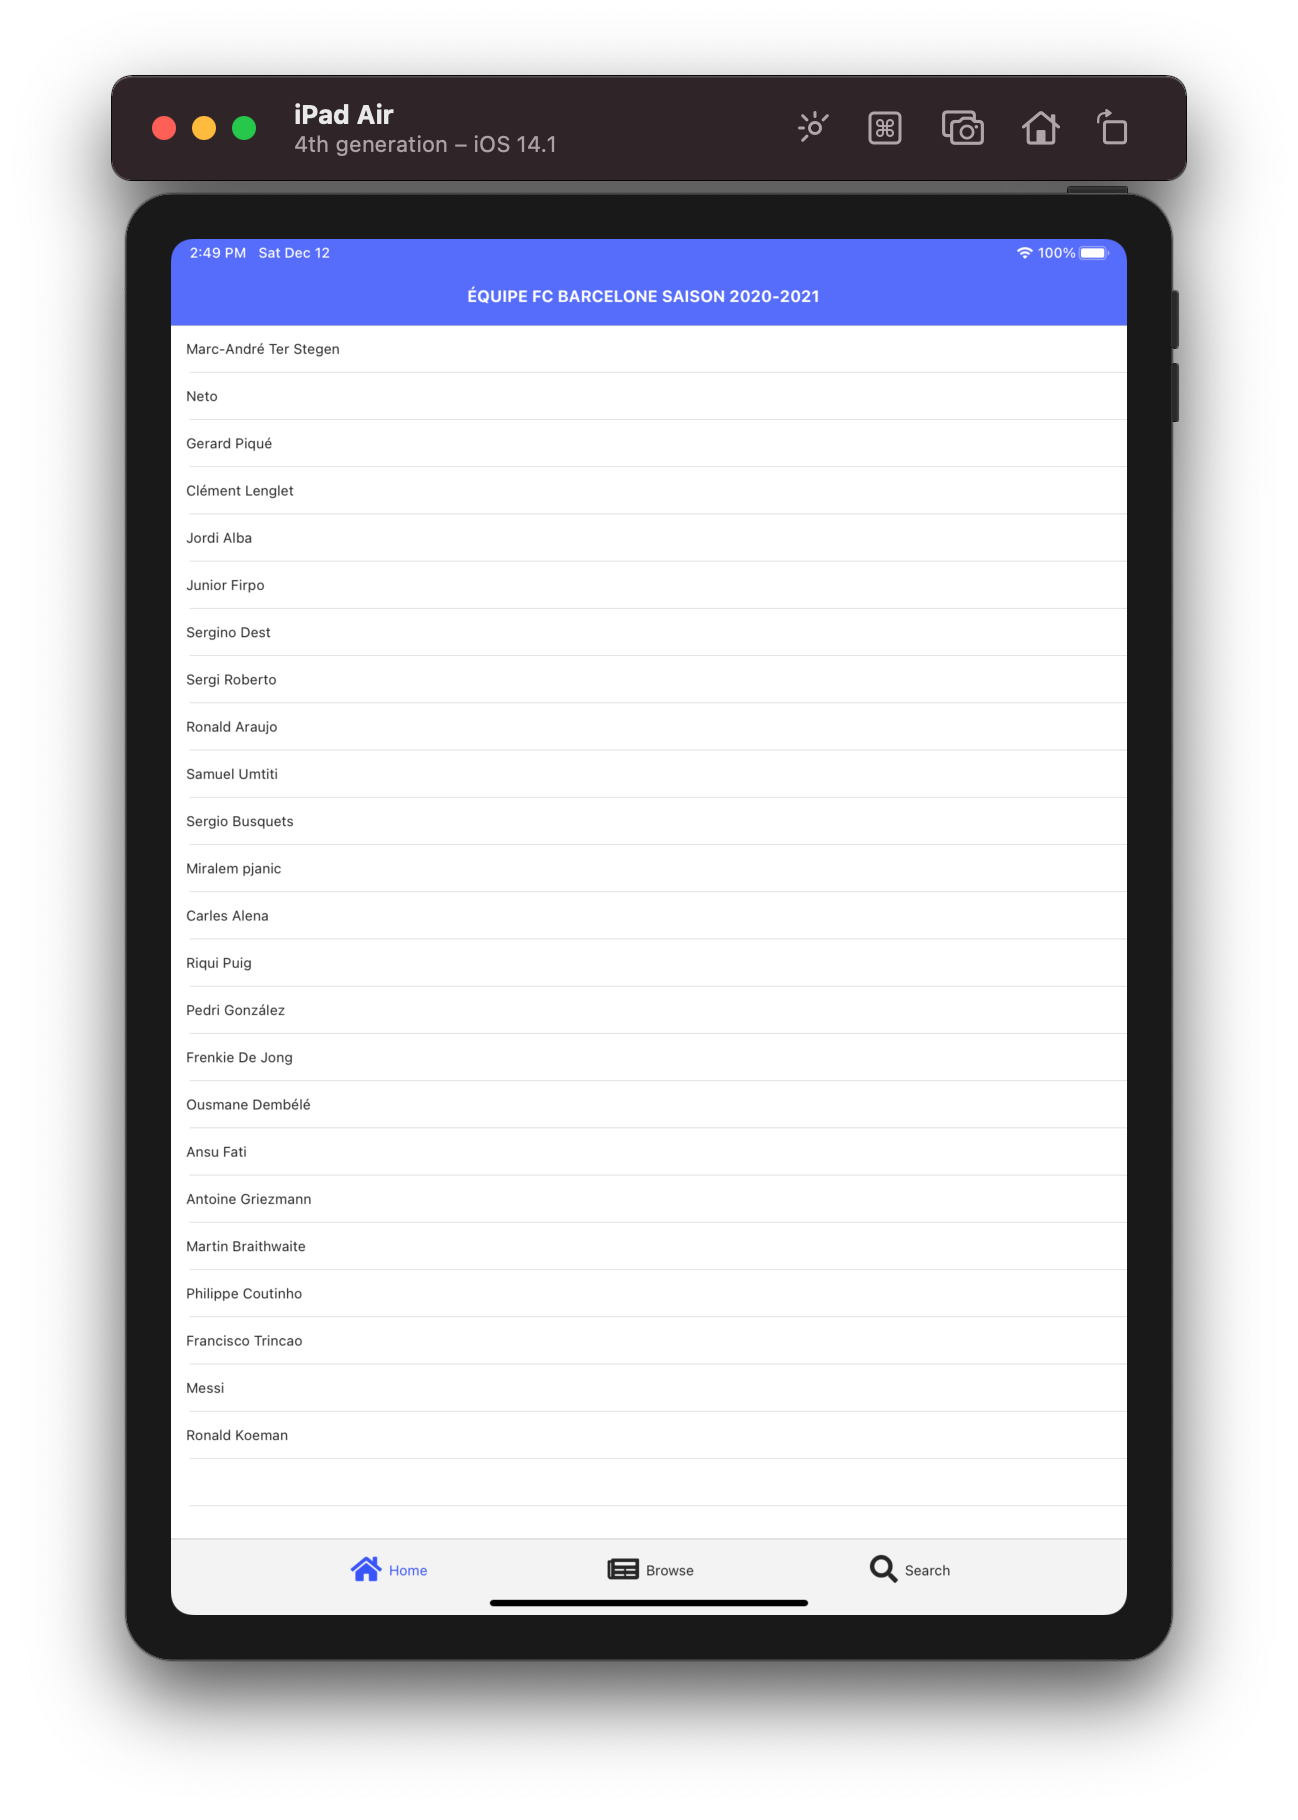 iPad Air
4th generation – iOS 14.1
2:49 PM Sat Dec 12 100%
ÉQUIPE FC BARCELONE SAISON 2020-2021
Marc-André Ter Stegen
Neto
Gerard Piqué
Clément Lenglet
Jordi Alba
Junior Firpo
Sergino Dest
Sergi Roberto
Ronald Araujo
Samuel Umtiti
Sergio Busquets
Miralem pjanic
Carles Alena
Riqui Puig
Pedri González
Frenkie De Jong
Ousmane Dembélé
Ansu Fati
Antoine Griezmann
Martin Braithwaite
Philippe Coutinho
Francisco Trincao
Messi
Ronald Koeman
Home Browse Search